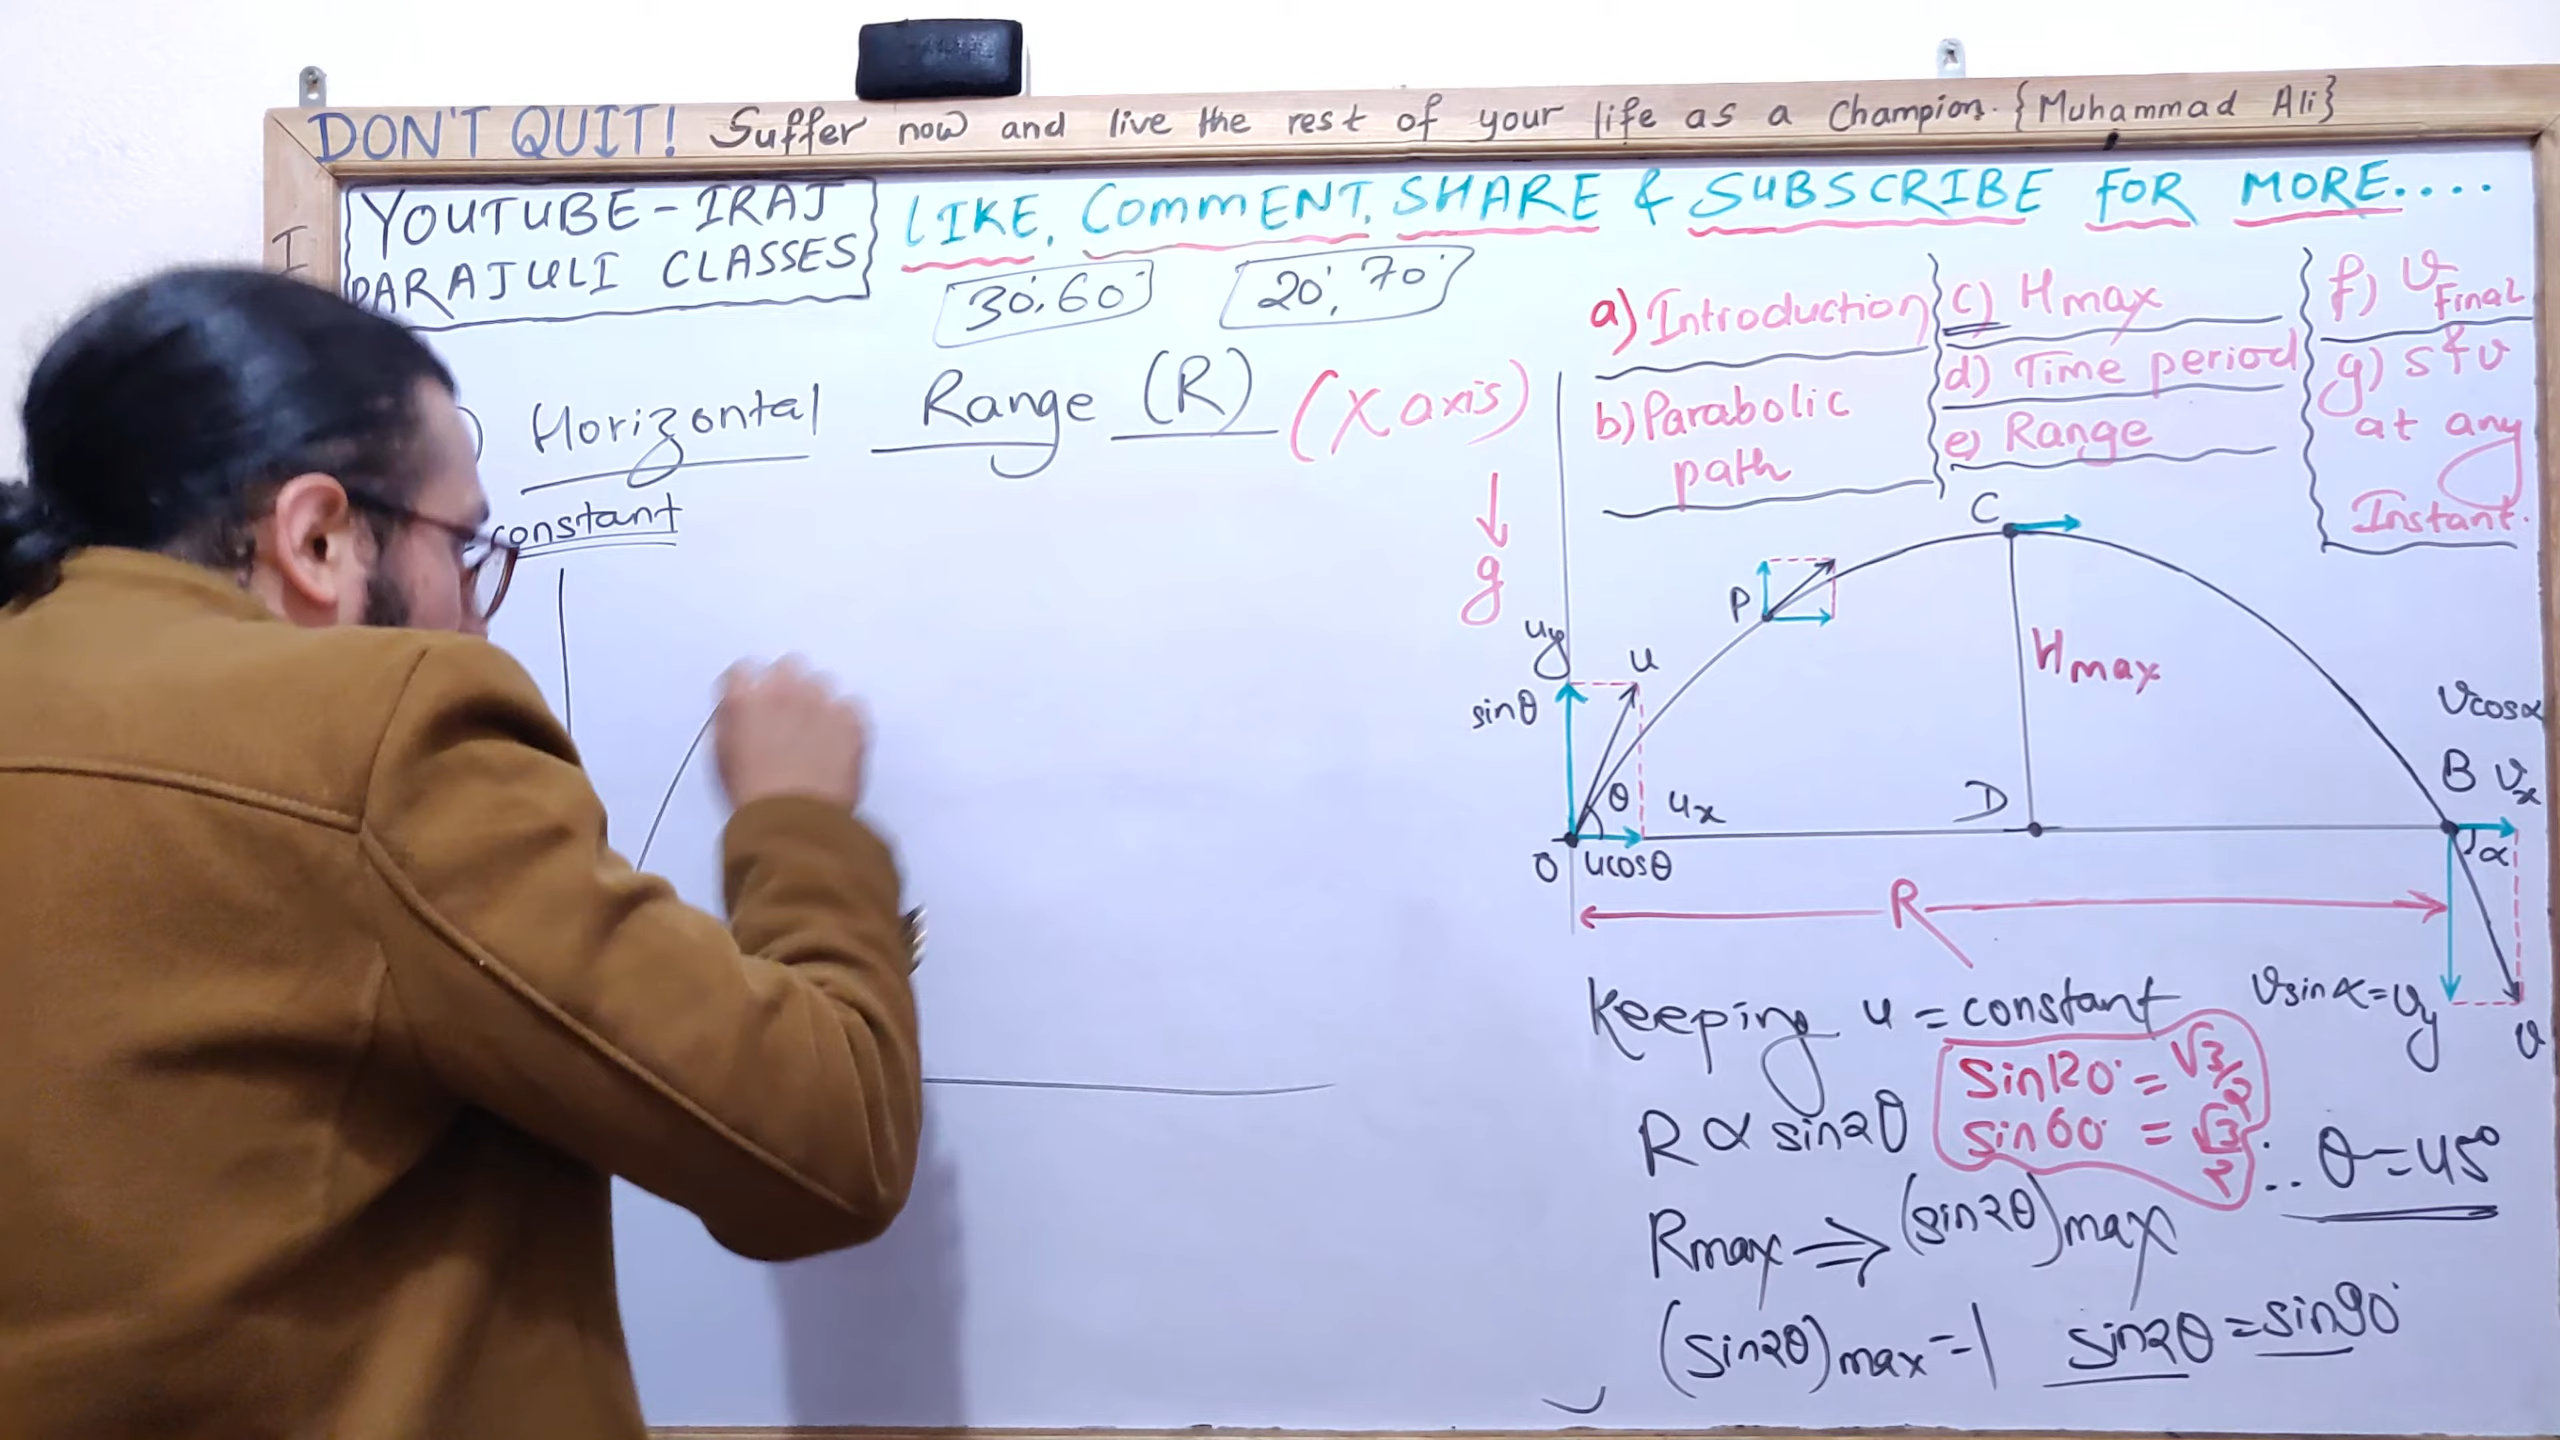 DON'T QUIT! Suffer now and live the rest of your life as a Champion. {Muhammad Ali}
YOUTUBE-IRAJ
PARAJULI CLASSES
LIKE, COMMENT, SHARE & SUBSCRIBE FOR MORE....
I
30°, 60°
20°, 70°
Horizontal Range (R) (X axis)
constant
↓
g
a) Introduction
b) Parabolic
path
c) Hmax
d) Time period
e) Range
f) vFinal
g) s & v
at any
Instant.
C
P
uy
u
sinθ
Hmax
θ
ux
D
O
ucosθ
vcosα
B vx
α
R
vsinα=vy
v
Keeping u = constant
R ∝ sin2θ
Sin120° = √3/2
Sin60° = √3/2
∴ θ=45°
Rmax ⇒ (sin2θ)max
(sin2θ)max=1 sin2θ = sin90°